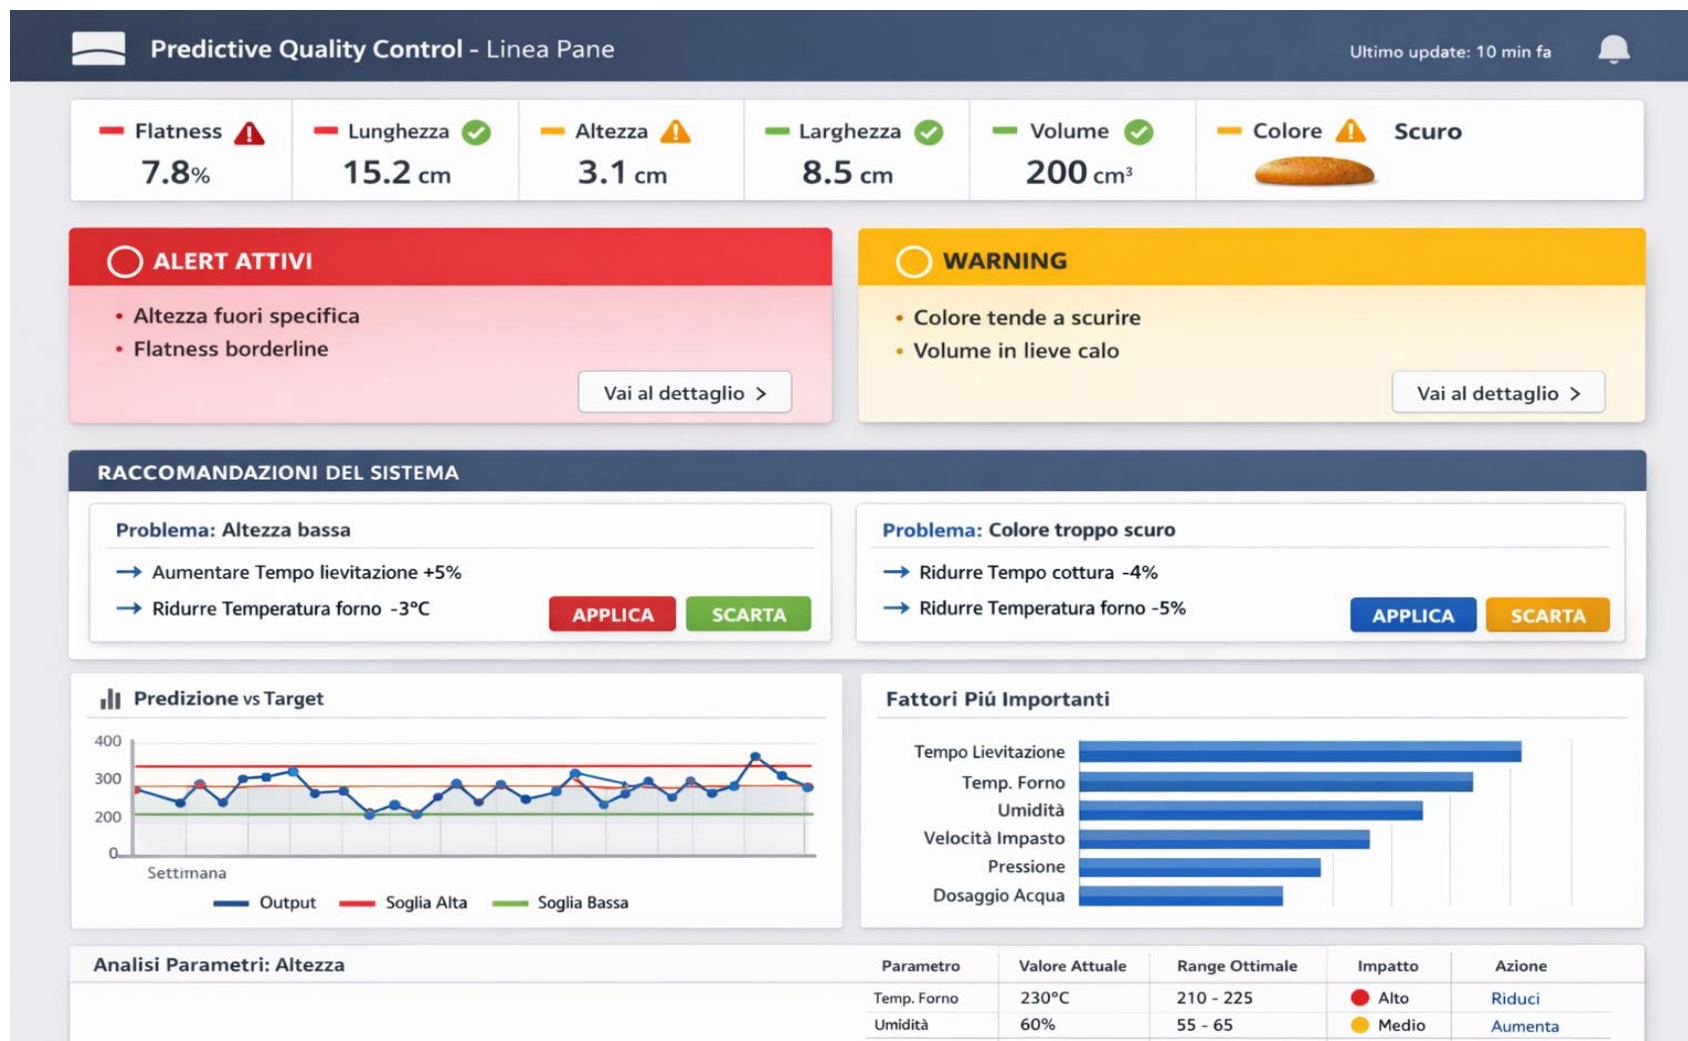 Predictive Quality Control - Linea Pane
Ultimo update: 10 min fa
Flatness
7.8%
Lunghezza
15.2 cm
Altezza
3.1 cm
Larghezza
8.5 cm
Volume
200 cm³
Colore
Scuro
ALERT ATTIVI
• Altezza fuori specifica
• Flatness borderline
Vai al dettaglio >
WARNING
• Colore tende a scurire
• Volume in lieve calo
Vai al dettaglio >
RACCOMANDAZIONI DEL SISTEMA
Problema: Altezza bassa
→ Aumentare Tempo lievitazione +5%
→ Ridurre Temperatura forno -3°C
APPLICA
SCARTA
Problema: Colore troppo scuro
→ Ridurre Tempo cottura -4%
→ Ridurre Temperatura forno -5%
APPLICA
SCARTA
Predizione vs Target
400
300
200
0
Settimana
Output
Soglia Alta
Soglia Bassa
Fattori Piú Importanti
Tempo Lievitazione
Temp. Forno
Umidità
Velocità Impasto
Pressione
Dosaggio Acqua
Analisi Parametri: Altezza
Parametro Valore Attuale Range Ottimale Impatto Azione
Temp. Forno 230°C 210 - 225 Alto Riduci
Umidità 60% 55 - 65 Medio Aumenta